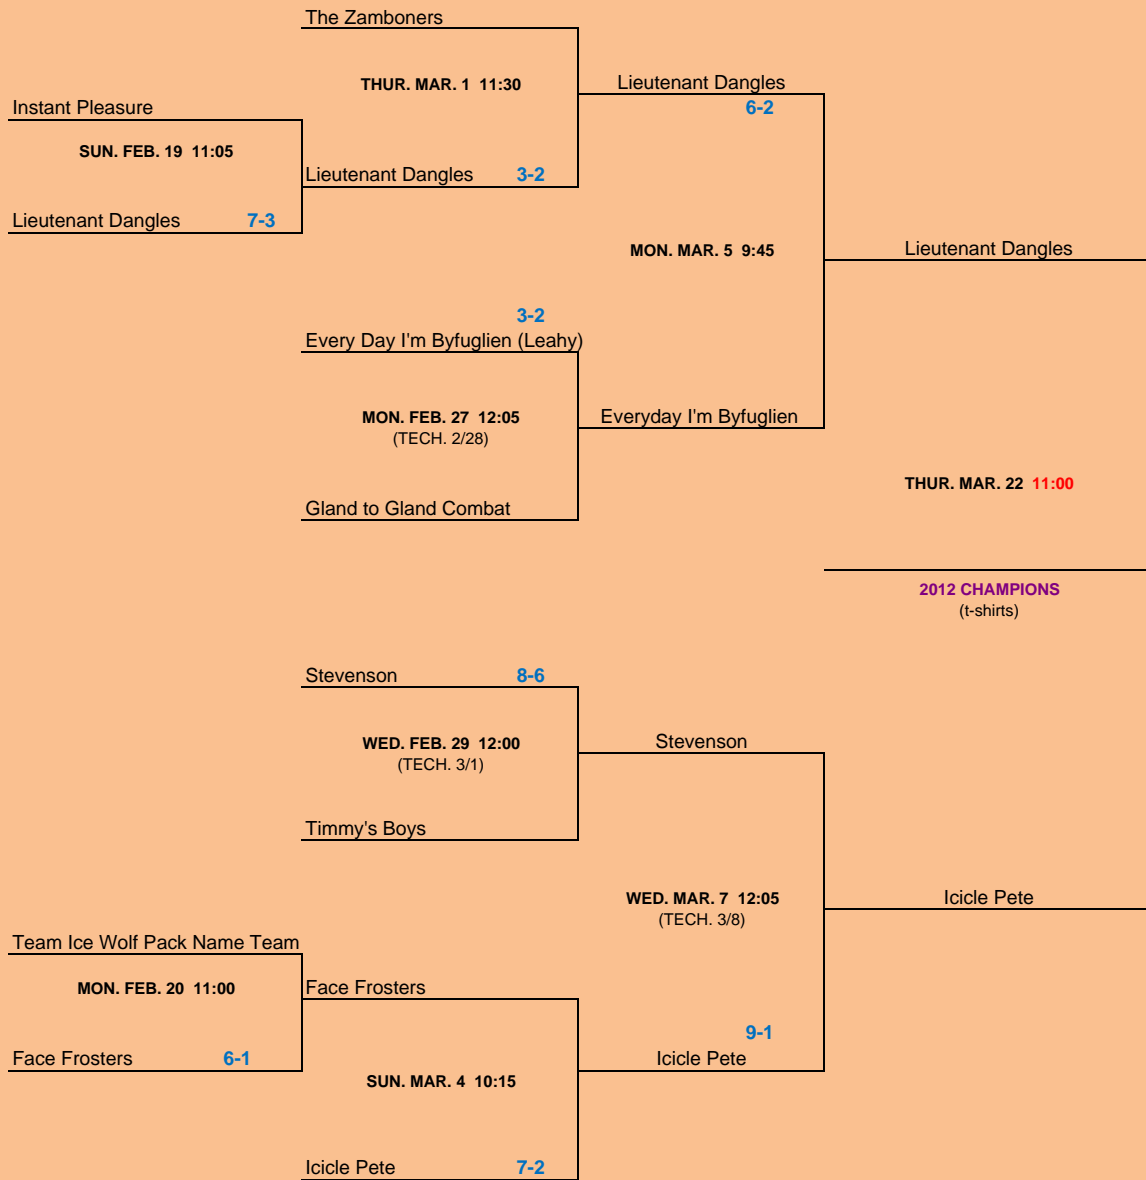 The Zamboners
THUR. MAR. 1 11:30
Lieutenant Dangles
6-2
Instant Pleasure
SUN. FEB. 19 11:05
Lieutenant Dangles 3-2
Lieutenant Dangles 7-3
MON. MAR. 5 9:45
Lieutenant Dangles
3-2
Every Day I'm Byfuglien (Leahy)
MON. FEB. 27 12:05
(TECH. 2/28)
Everyday I'm Byfuglien
Gland to Gland Combat
THUR. MAR. 22 11:00
2012 CHAMPIONS
(t-shirts)
Stevenson 8-6
WED. FEB. 29 12:00
(TECH. 3/1)
Stevenson
Timmy's Boys
WED. MAR. 7 12:05
(TECH. 3/8)
Icicle Pete
Team Ice Wolf Pack Name Team
MON. FEB. 20 11:00
Face Frosters
Face Frosters 6-1
9-1
Icicle Pete
SUN. MAR. 4 10:15
Icicle Pete 7-2